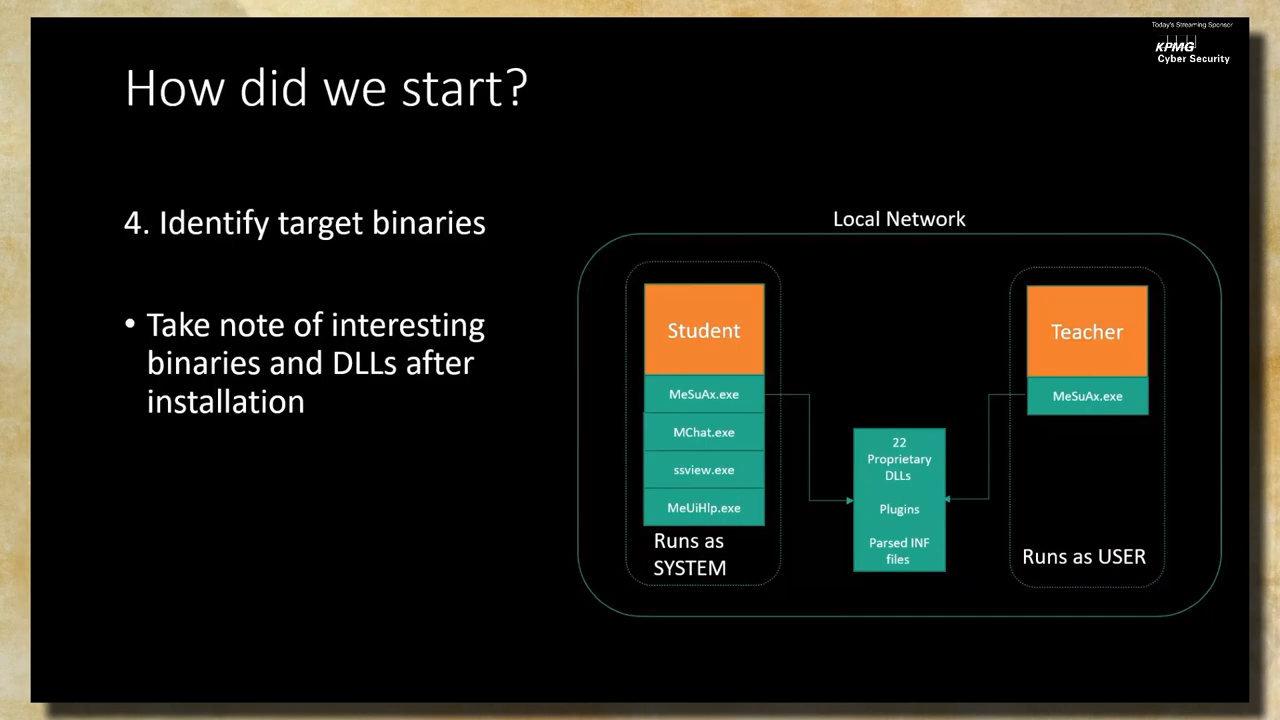 Today's Streaming Sponsor
KPMG
Cyber Security
How did we start?
4. Identify target binaries
• Take note of interesting
binaries and DLLs after
installation
Local Network
Student
MeSuAx.exe
MChat.exe
ssview.exe
MeUiHlp.exe
Runs as
SYSTEM
22
Proprietary
DLLs
Plugins
Parsed INF
files
Teacher
MeSuAx.exe
Runs as USER